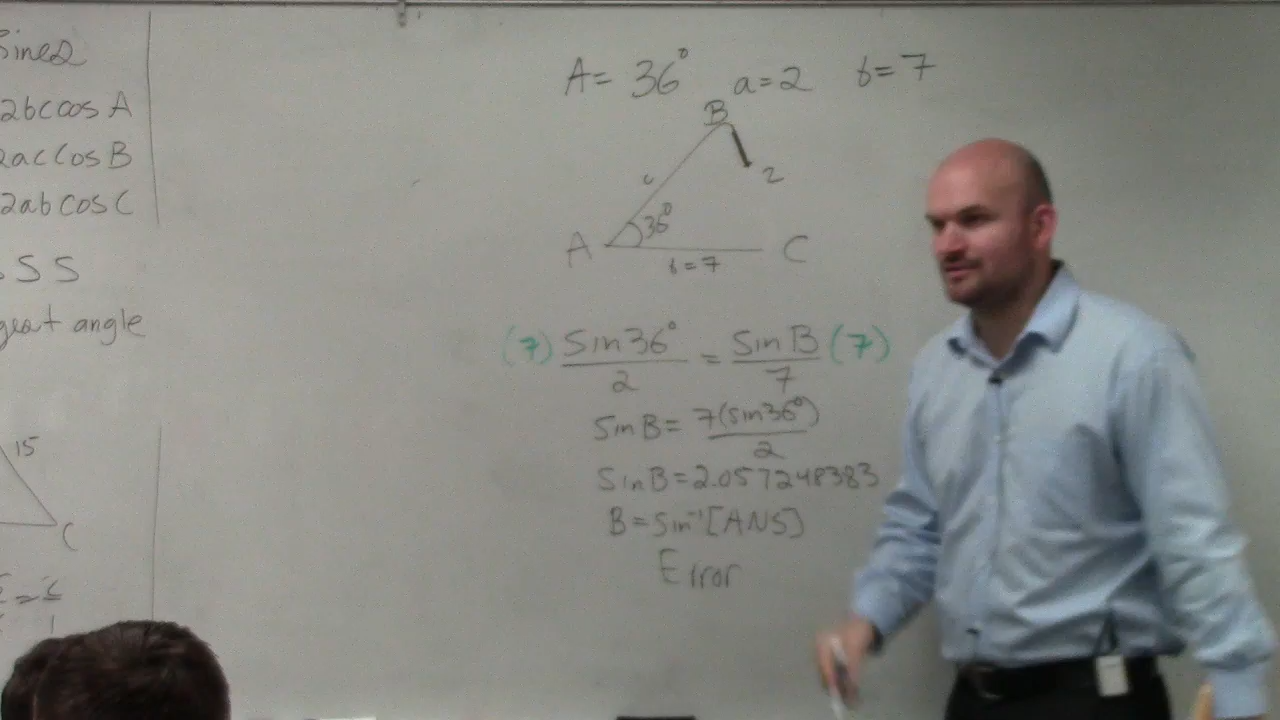 Sines
2bc cos A
2ac Cos B
2ab cos C
SSS
angle
15
C
A = 36° a = 2 b = 7
B
2
c
36°
A
C
b = 7
(7) Sin 36° / 2 = Sin B / 7 (7)
Sin B = 7(sin 36°) / 2
Sin B = 2.057248383
B = Sin⁻¹[ANS]
Error